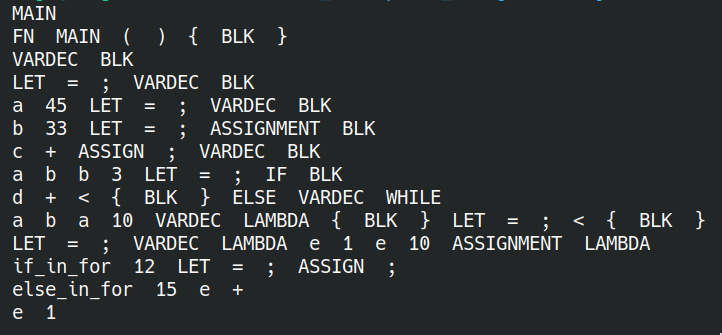 MAIN
FN MAIN ( ) { BLK }
VARDEC BLK
LET = ; VARDEC BLK
a 45 LET = ; VARDEC BLK
b 33 LET = ; ASSIGNMENT BLK
c + ASSIGN ; VARDEC BLK
a b b 3 LET = ; IF BLK
d + < { BLK } ELSE VARDEC WHILE
a b a 10 VARDEC LAMBDA { BLK } LET = ; < { BLK }
LET = ; VARDEC LAMBDA e 1 e 10 ASSIGNMENT LAMBDA
if_in_for 12 LET = ; ASSIGN ;
else_in_for 15 e +
e 1